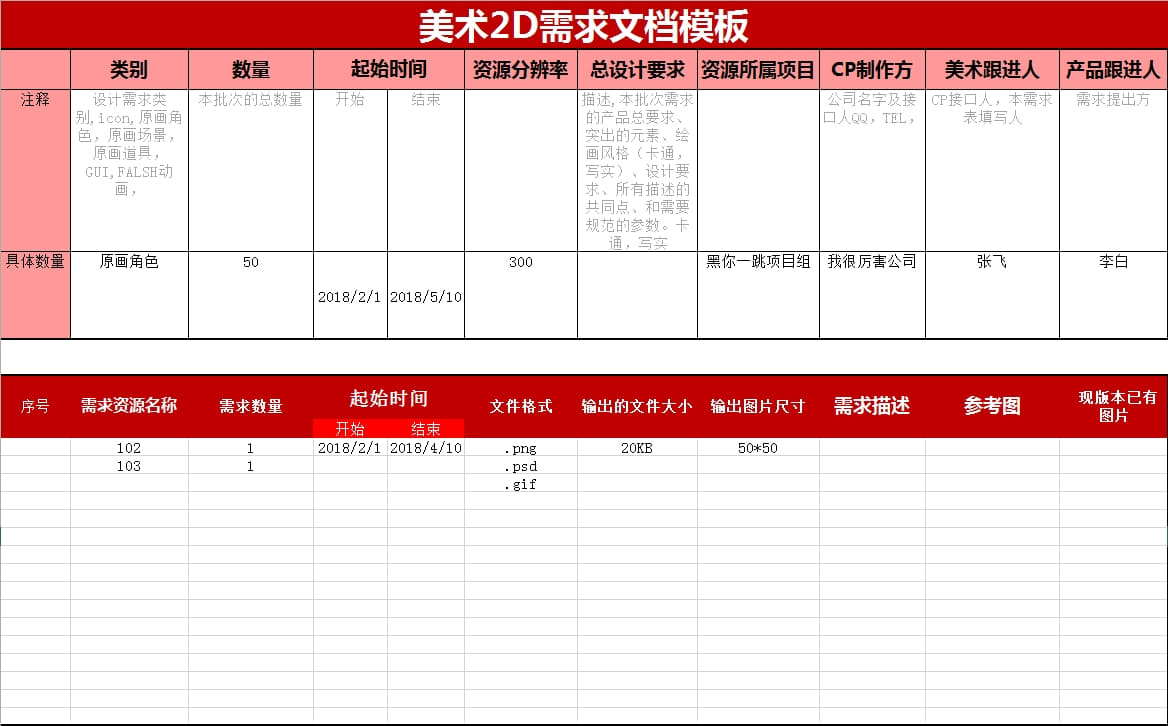 美术2D需求文档模板
类别 数量 起始时间 资源分辨率 总设计要求 资源所属项目 CP制作方 美术跟进人 产品跟进人
注释
设计需求类
别,icon,原画角
色，原画场景，
原画道具，
GUI,FALSH动
画，
本批次的总数量
开始 结束
描述,本批次需求
的产品总要求、
突出的元素、绘
画风格（卡通，
写实）、设计要
求、所有描述的
共同点、和需要
规范的参数。卡
通，写实
公司名字及接
口人QQ，TEL，
CP接口人，本需求
表填写人
需求提出方
具体数量 原画角色 50 2018/2/1 2018/5/10 300 黑你一跳项目组 我很厉害公司 张飞 李白
序号 需求资源名称 需求数量 起始时间 文件格式 输出的文件大小 输出图片尺寸 需求描述 参考图 现版本已有
图片
开始 结束
102 1 2018/2/1 2018/4/10 .png 20KB 50*50
103 1 .psd
.gif